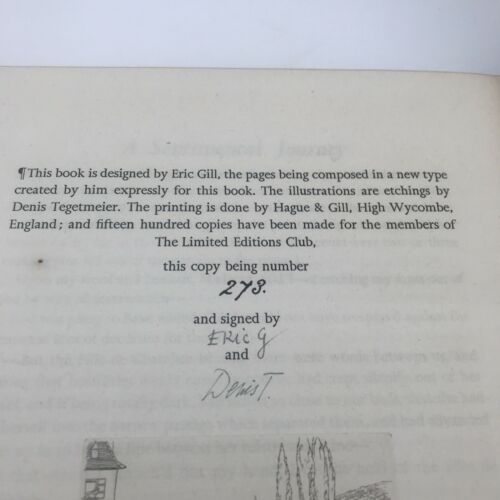 ¶This book is designed by Eric Gill, the pages being composed in a new type
created by him expressly for this book. The illustrations are etchings by
Denis Tegetmeier. The printing is done by Hague & Gill, High Wycombe,
England; and fifteen hundred copies have been made for the members of
The Limited Editions Club,
this copy being number
273.
and signed by
Eric G
and
Denis T.